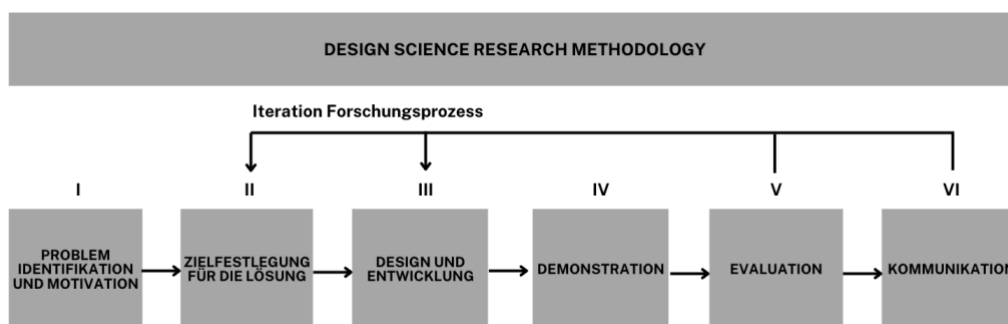 DESIGN SCIENCE RESEARCH METHODOLOGY
Iteration Forschungsprozess
I
II
III
IV
V
VI
PROBLEM
IDENTIFIKATION
UND MOTIVATION
ZIELFESTLEGUNG
FÜR DIE LÖSUNG
DESIGN UND
ENTWICKLUNG
DEMONSTRATION
EVALUATION
KOMMUNIKATION